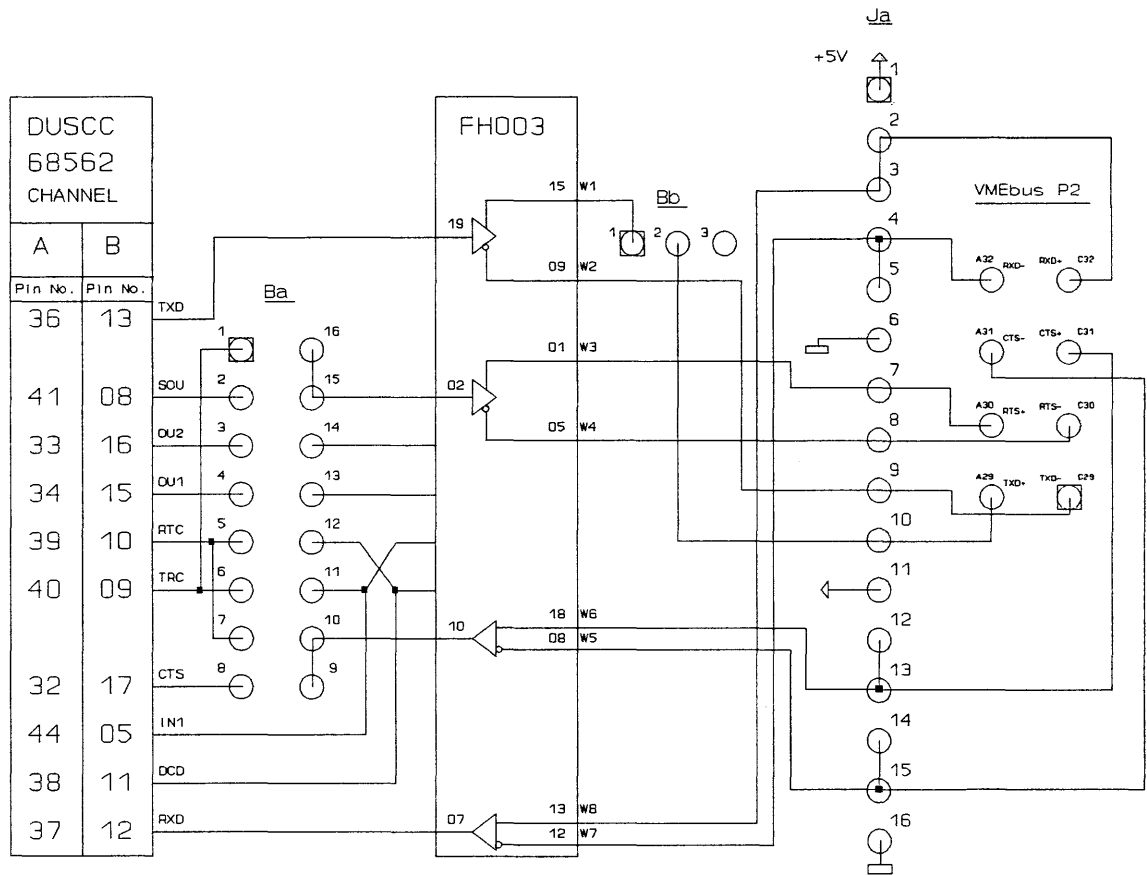 Ja
+5V
1
2
3
4
5
6
7
8
9
10
11
12
13
14
15
16
DUSCC
68562
CHANNEL
A B
Pin No. Pin No.
36 13 TXD
41 08 SOU
33 16 OU2
34 15 OU1
39 10 RTC
40 09 TRC
32 17 CTS
44 05 IN1
38 11 DCD
37 12 RXD
Ba
1 16
2 15
3 14
4 13
5 12
6 11
7 10
8 9
FH003
19
15 W1
09 W2
02
01 W3
05 W4
10
18 W6
08 W5
07
13 W8
12 W7
Bb
1 2 3
VMEbus P2
A32 RXD- RXD+ C32
A31 CTS- CTS+ C31
A30 RTS+ RTS- C30
A29 TXD+ TXD- C29